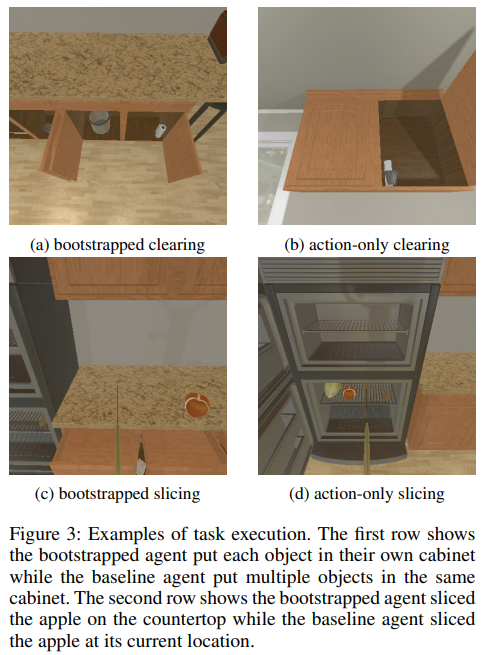 (a) bootstrapped clearing
(b) action-only clearing
(c) bootstrapped slicing
(d) action-only slicing
Figure 3: Examples of task execution. The first row shows
the bootstrapped agent put each object in their own cabinet
while the baseline agent put multiple objects in the same
cabinet. The second row shows the bootstrapped agent sliced
the apple on the countertop while the baseline agent sliced
the apple at its current location.